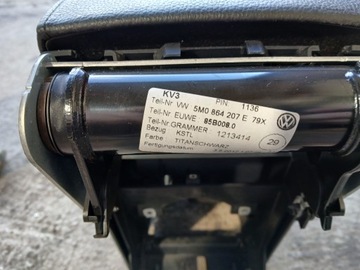 KV3 PIN 1136
Teil-Nr VW 5M0 864 207 E 79X
Teil-Nr EUWE 85B008.0
Teil-Nr GRAMMER 1213414
Bezug KSTL
Farbe TITANSCHWARZ 29
Fertigungsdatum